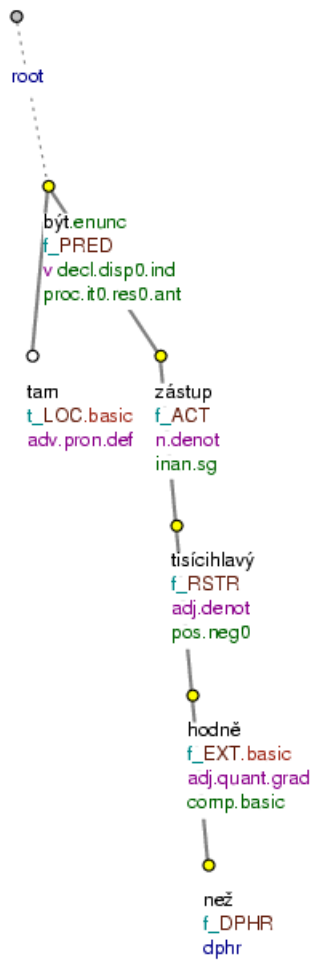 root
být.enunc
f_PRED
v decl.disp0.ind
proc.it0.res0.ant
tam
t_LOC.basic
adv.pron.def
zástup
f_ACT
n.denot
inan.sg
tisícihlavý
f_RSTR
adj.denot
pos.neg0
hodně
f_EXT.basic
adj.quant.grad
comp.basic
než
f_DPHR
dphr